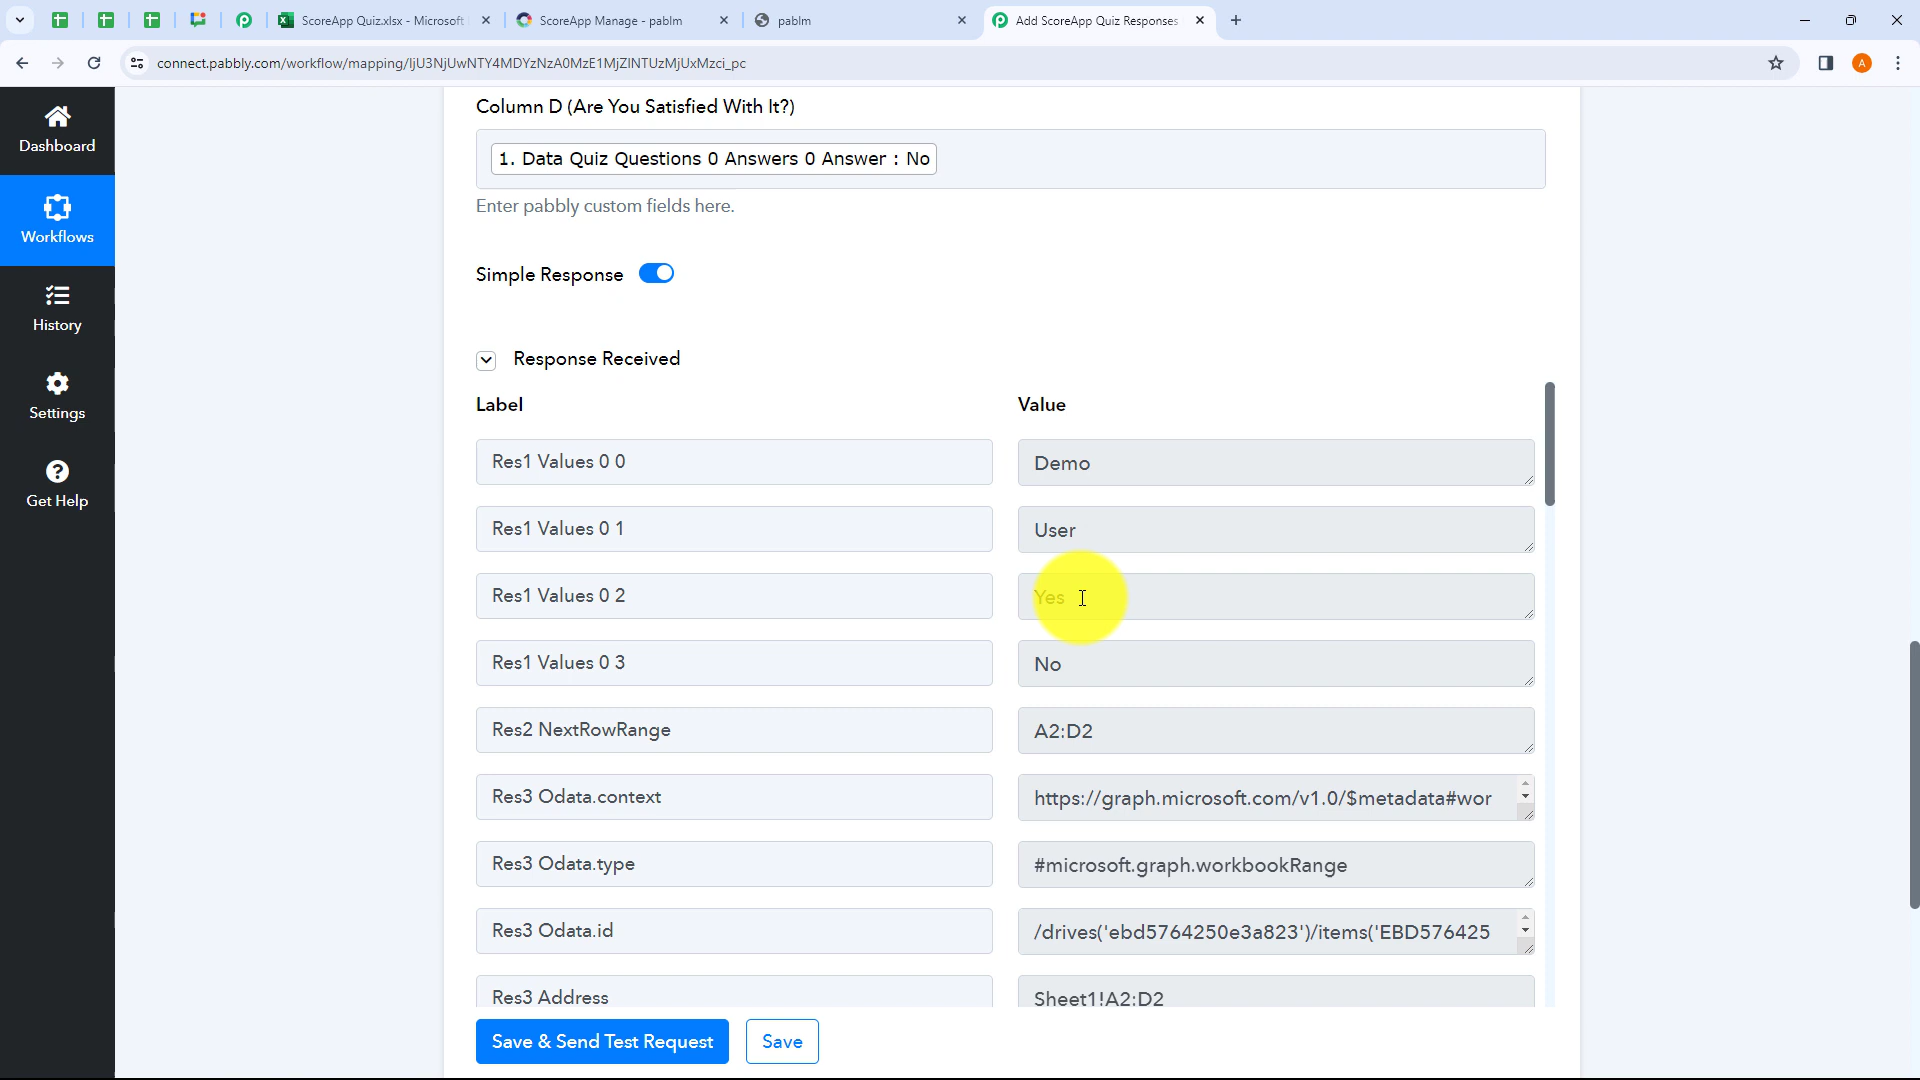 ScoreApp Quiz.xlsx - Microsoft
ScoreApp Manage - pablm
pablm
Add ScoreApp Quiz Responses
connect.pabbly.com/workflow/mapping/IjU3NjUwNTY4MDYzNzA0MzE1MjZlNTUzMjUxMzci_pc
A
Dashboard
Workflows
History
Settings
Get Help
Column D (Are You Satisfied With It?)
1. Data Quiz Questions 0 Answers 0 Answer : No
Enter pabbly custom fields here.
Simple Response
Response Received
Label Value
Res1 Values 0 0 Demo
Res1 Values 0 1 User
Res1 Values 0 2 Yes
Res1 Values 0 3 No
Res2 NextRowRange A2:D2
Res3 Odata.context https://graph.microsoft.com/v1.0/$metadata#wor
Res3 Odata.type #microsoft.graph.workbookRange
Res3 Odata.id /drives('ebd5764250e3a823')/items('EBD576425
Res3 Address Sheet1!A2:D2
Save & Send Test Request Save